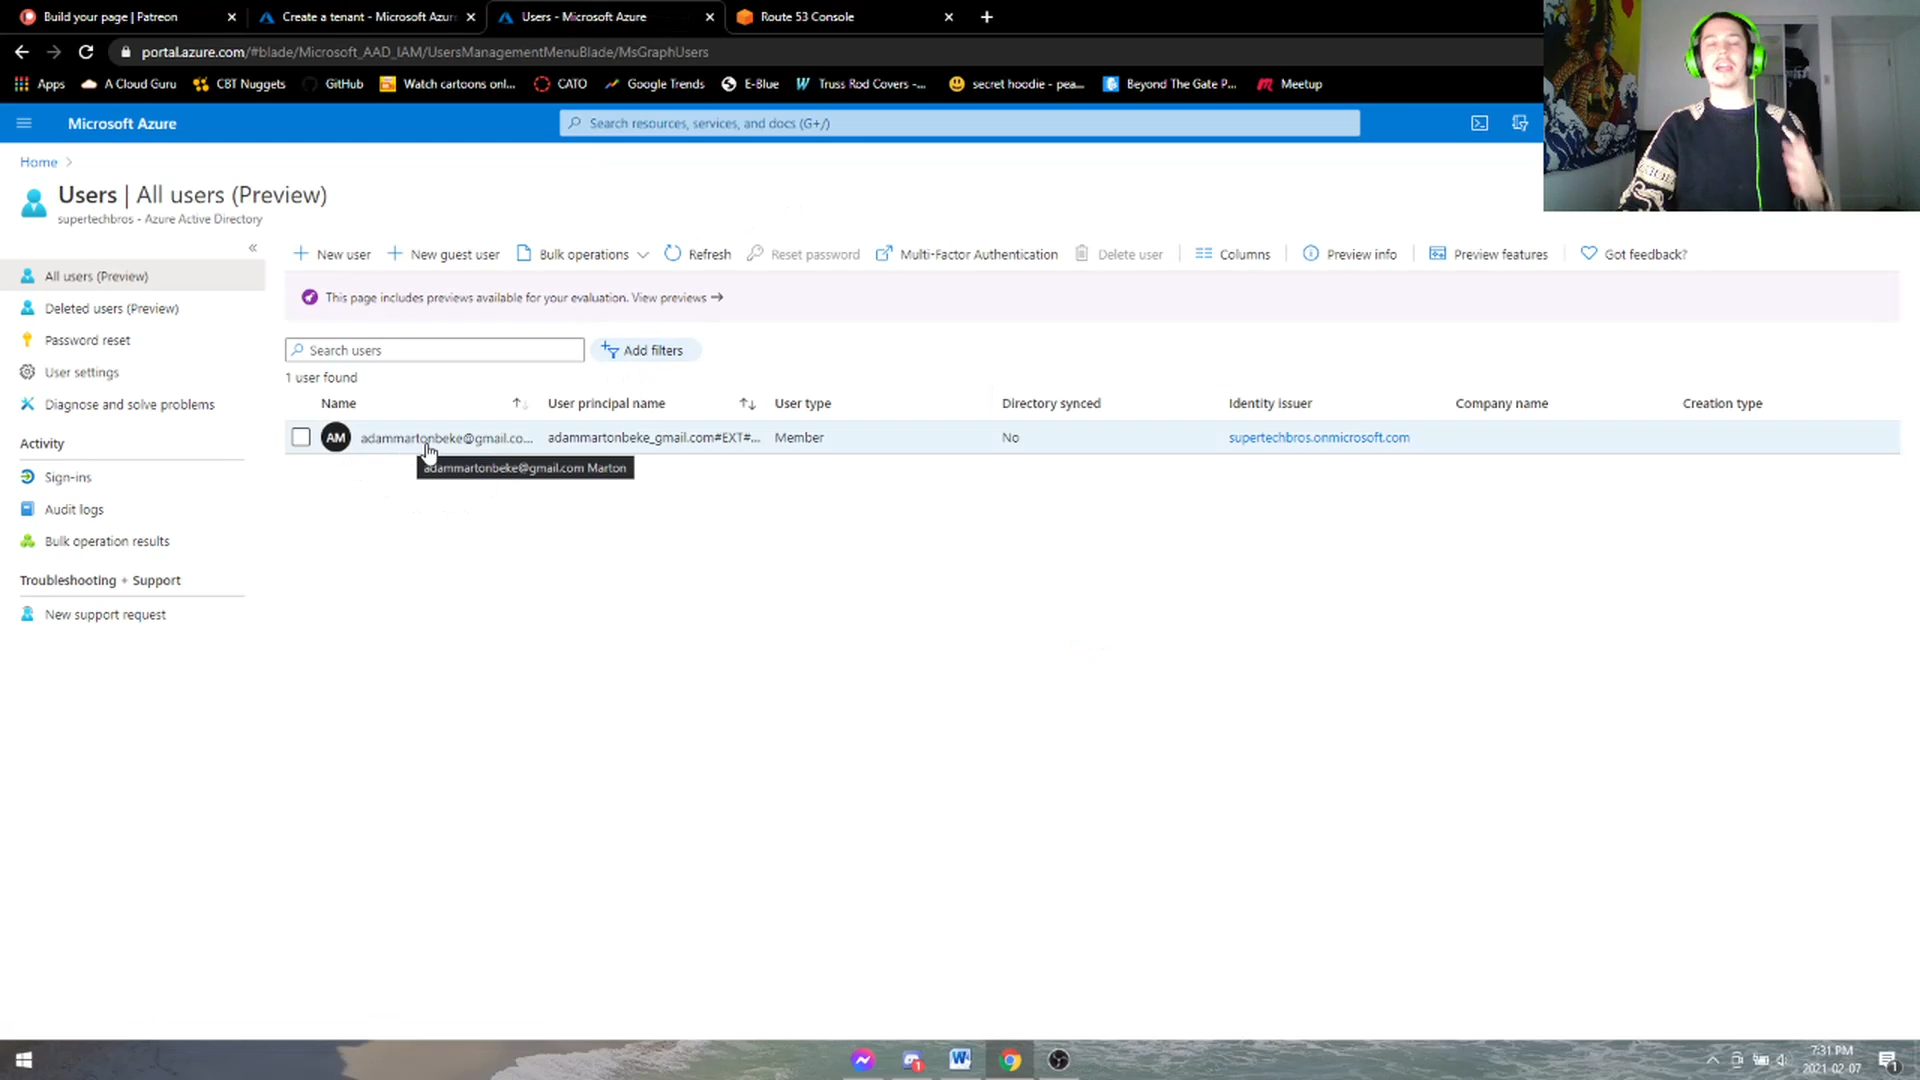 Build your page | Patreon
Create a tenant - Microsoft Azur
Users - Microsoft Azure
Route 53 Console
portal.azure.com/#blade/Microsoft_AAD_IAM/UsersManagementMenuBlade/MsGraphUsers
Apps
A Cloud Guru
CBT Nuggets
GitHub
Watch cartoons onl...
CATO
Google Trends
E-Blue
Truss Rod Covers -...
secret hoodie - pea...
Beyond The Gate P...
Meetup
Microsoft Azure
Search resources, services, and docs (G+/)
Home
Users | All users (Preview)
supertechbros - Azure Active Directory
All users (Preview)
Deleted users (Preview)
Password reset
User settings
Diagnose and solve problems
Activity
Sign-ins
Audit logs
Bulk operation results
Troubleshooting + Support
New support request
New user
New guest user
Bulk operations
Refresh
Reset password
Multi-Factor Authentication
Delete user
Columns
Preview info
Preview features
Got feedback?
This page includes previews available for your evaluation. View previews →
Search users
Add filters
1 user found
Name
User principal name
User type
Directory synced
Identity issuer
Company name
Creation type
AM
adammartonbeke@gmail.co...
adammartonbeke_gmail.com#EXT#...
Member
No
supertechbros.onmicrosoft.com
adammartonbeke@gmail.com Marton
7:31 PM
2021-02-07